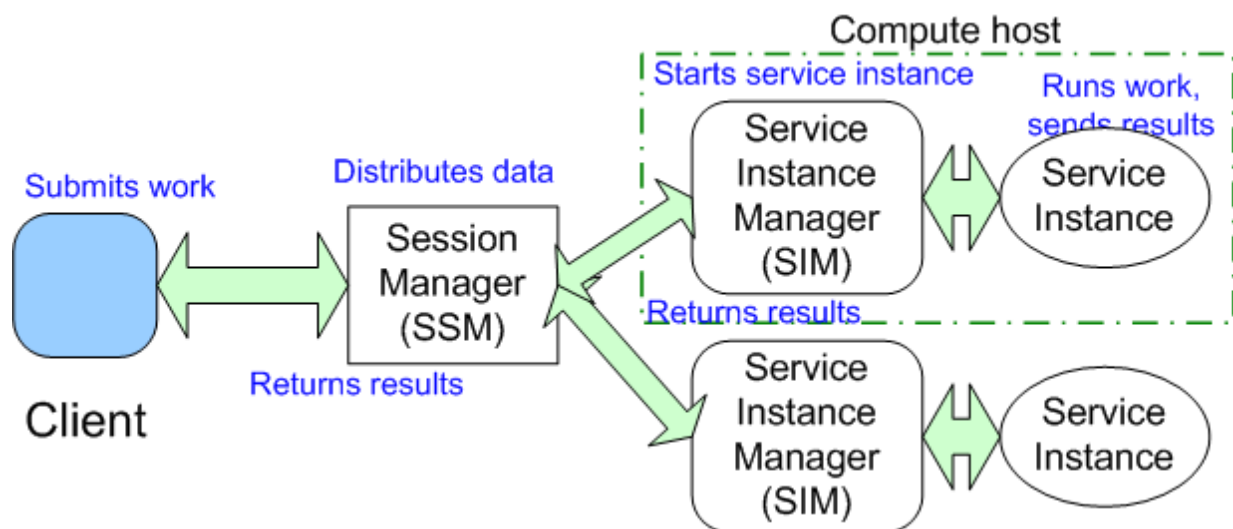 Compute host
Starts service instance
Runs work,
sends results
Service
Instance
Manager
(SIM)
Service
Instance
Submits work
Distributes data
Session
Manager
(SSM)
Returns results
Returns results
Client
Service
Instance
Manager
(SIM)
Service
Instance